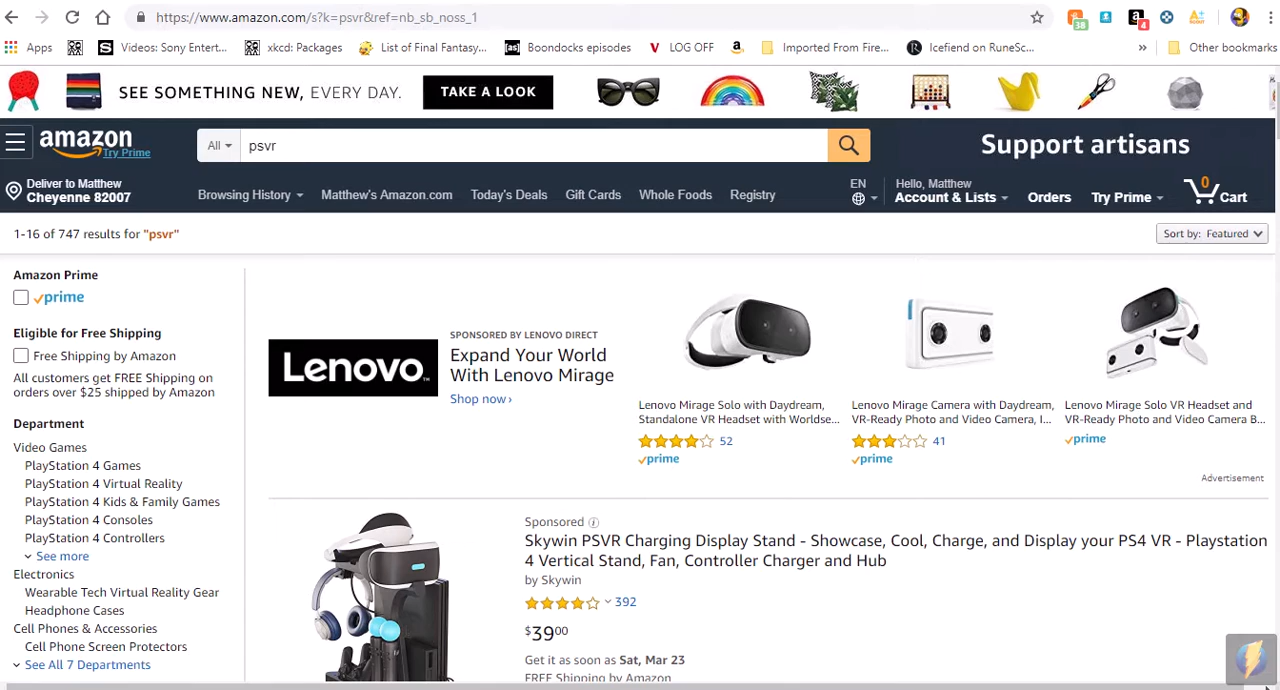 https://www.amazon.com/s?k=psvr&ref=nb_sb_noss_1
38
4
A+
Apps
S
Videos: Sony Entert...
xkcd: Packages
List of Final Fantasy...
[as]
Boondocks episodes
V
LOG OFF
a
Imported From Fire...
R
Icefiend on RuneSc...
»
Other bookmarks
SEE SOMETHING NEW, EVERY DAY.
TAKE A LOOK
amazon
Try Prime
All
psvr
Support artisans
Deliver to Matthew
Cheyenne 82007
Browsing History
Matthew's Amazon.com
Today's Deals
Gift Cards
Whole Foods
Registry
EN
Hello, Matthew
Account & Lists
Orders
Try Prime
0
Cart
1-16 of 747 results for "psvr"
Sort by: Featured
Amazon Prime
prime
Eligible for Free Shipping
Free Shipping by Amazon
All customers get FREE Shipping on
orders over $25 shipped by Amazon
Department
Video Games
PlayStation 4 Games
PlayStation 4 Virtual Reality
PlayStation 4 Kids & Family Games
PlayStation 4 Consoles
PlayStation 4 Controllers
See more
Electronics
Wearable Tech Virtual Reality Gear
Headphone Cases
Cell Phones & Accessories
Cell Phone Screen Protectors
See All 7 Departments
Lenovo™
SPONSORED BY LENOVO DIRECT
Expand Your World
With Lenovo Mirage
Shop now›
Lenovo Mirage Solo with Daydream,
Standalone VR Headset with Worldse...
52
prime
Lenovo Mirage Camera with Daydream,
VR-Ready Photo and Video Camera, I...
41
prime
Lenovo Mirage Solo VR Headset and
VR-Ready Photo and Video Camera B...
prime
Advertisement
Sponsored
Skywin PSVR Charging Display Stand - Showcase, Cool, Charge, and Display your PS4 VR - Playstation
4 Vertical Stand, Fan, Controller Charger and Hub
by Skywin
392
$3900
Get it as soon as Sat, Mar 23
FREE Shipping by Amazon